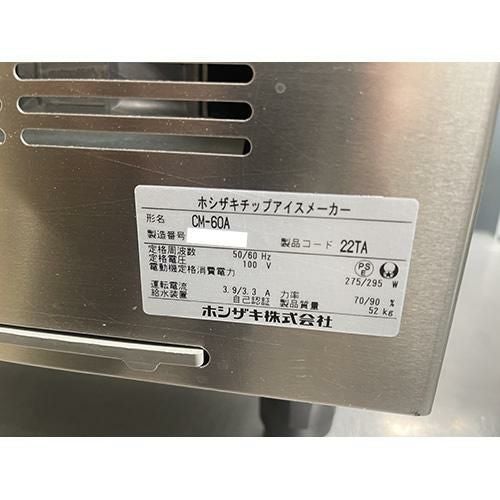 ホシザキチップアイスメーカー
形名 CM-60A
製造番号 製品コード 22TA
定格周波数 50/60 Hz
定格電圧 100 V
電動機定格消費電力 275/295 W
PS E
運転電流 3.9/3.3 A 力率 70/90 %
給水装置 自己認証 製品質量 52 kg
ホシザキ株式会社